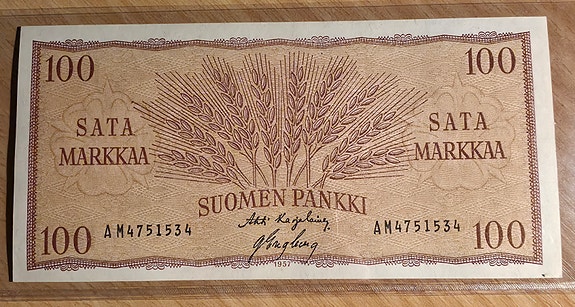 100 100
SATA SATA
MARKKAA MARKKAA
SUOMEN PANKKI
AM4751534 AM4751534
100 100
1957